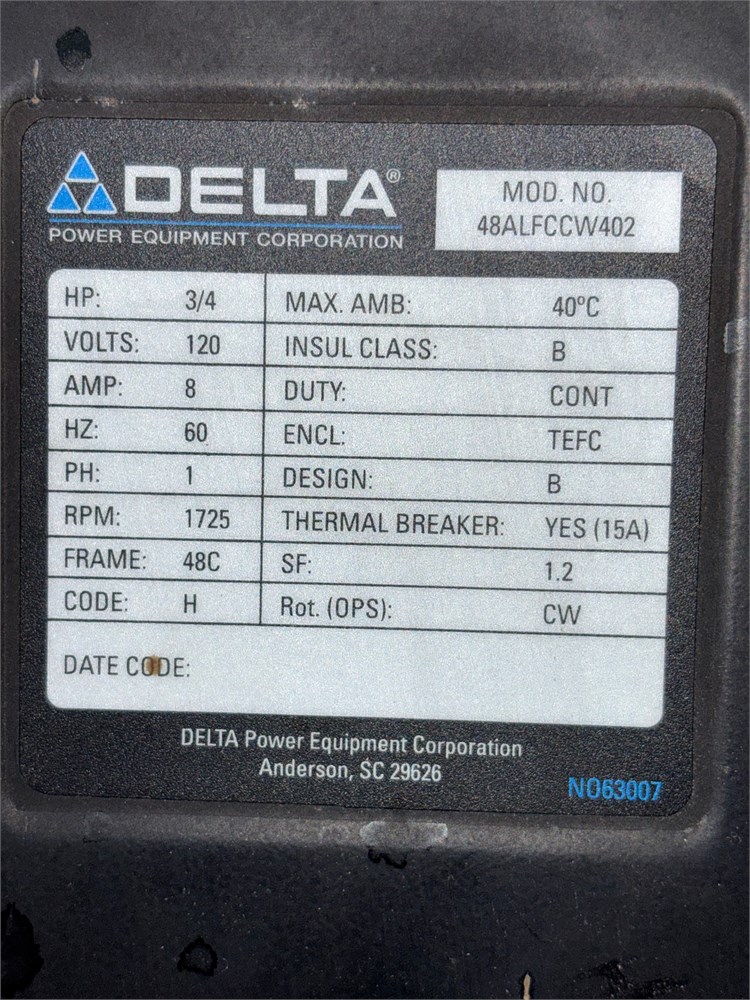 DELTA®
POWER EQUIPMENT CORPORATION
MOD. NO.
48ALFCCW402
HP: 3/4 MAX. AMB: 40°C
VOLTS: 120 INSUL CLASS: B
AMP: 8 DUTY: CONT
HZ: 60 ENCL: TEFC
PH: 1 DESIGN: B
RPM: 1725 THERMAL BREAKER: YES (15A)
FRAME: 48C SF: 1.2
CODE: H Rot. (OPS): CW
DATE CODE:
DELTA Power Equipment Corporation
Anderson, SC 29626
NO63007